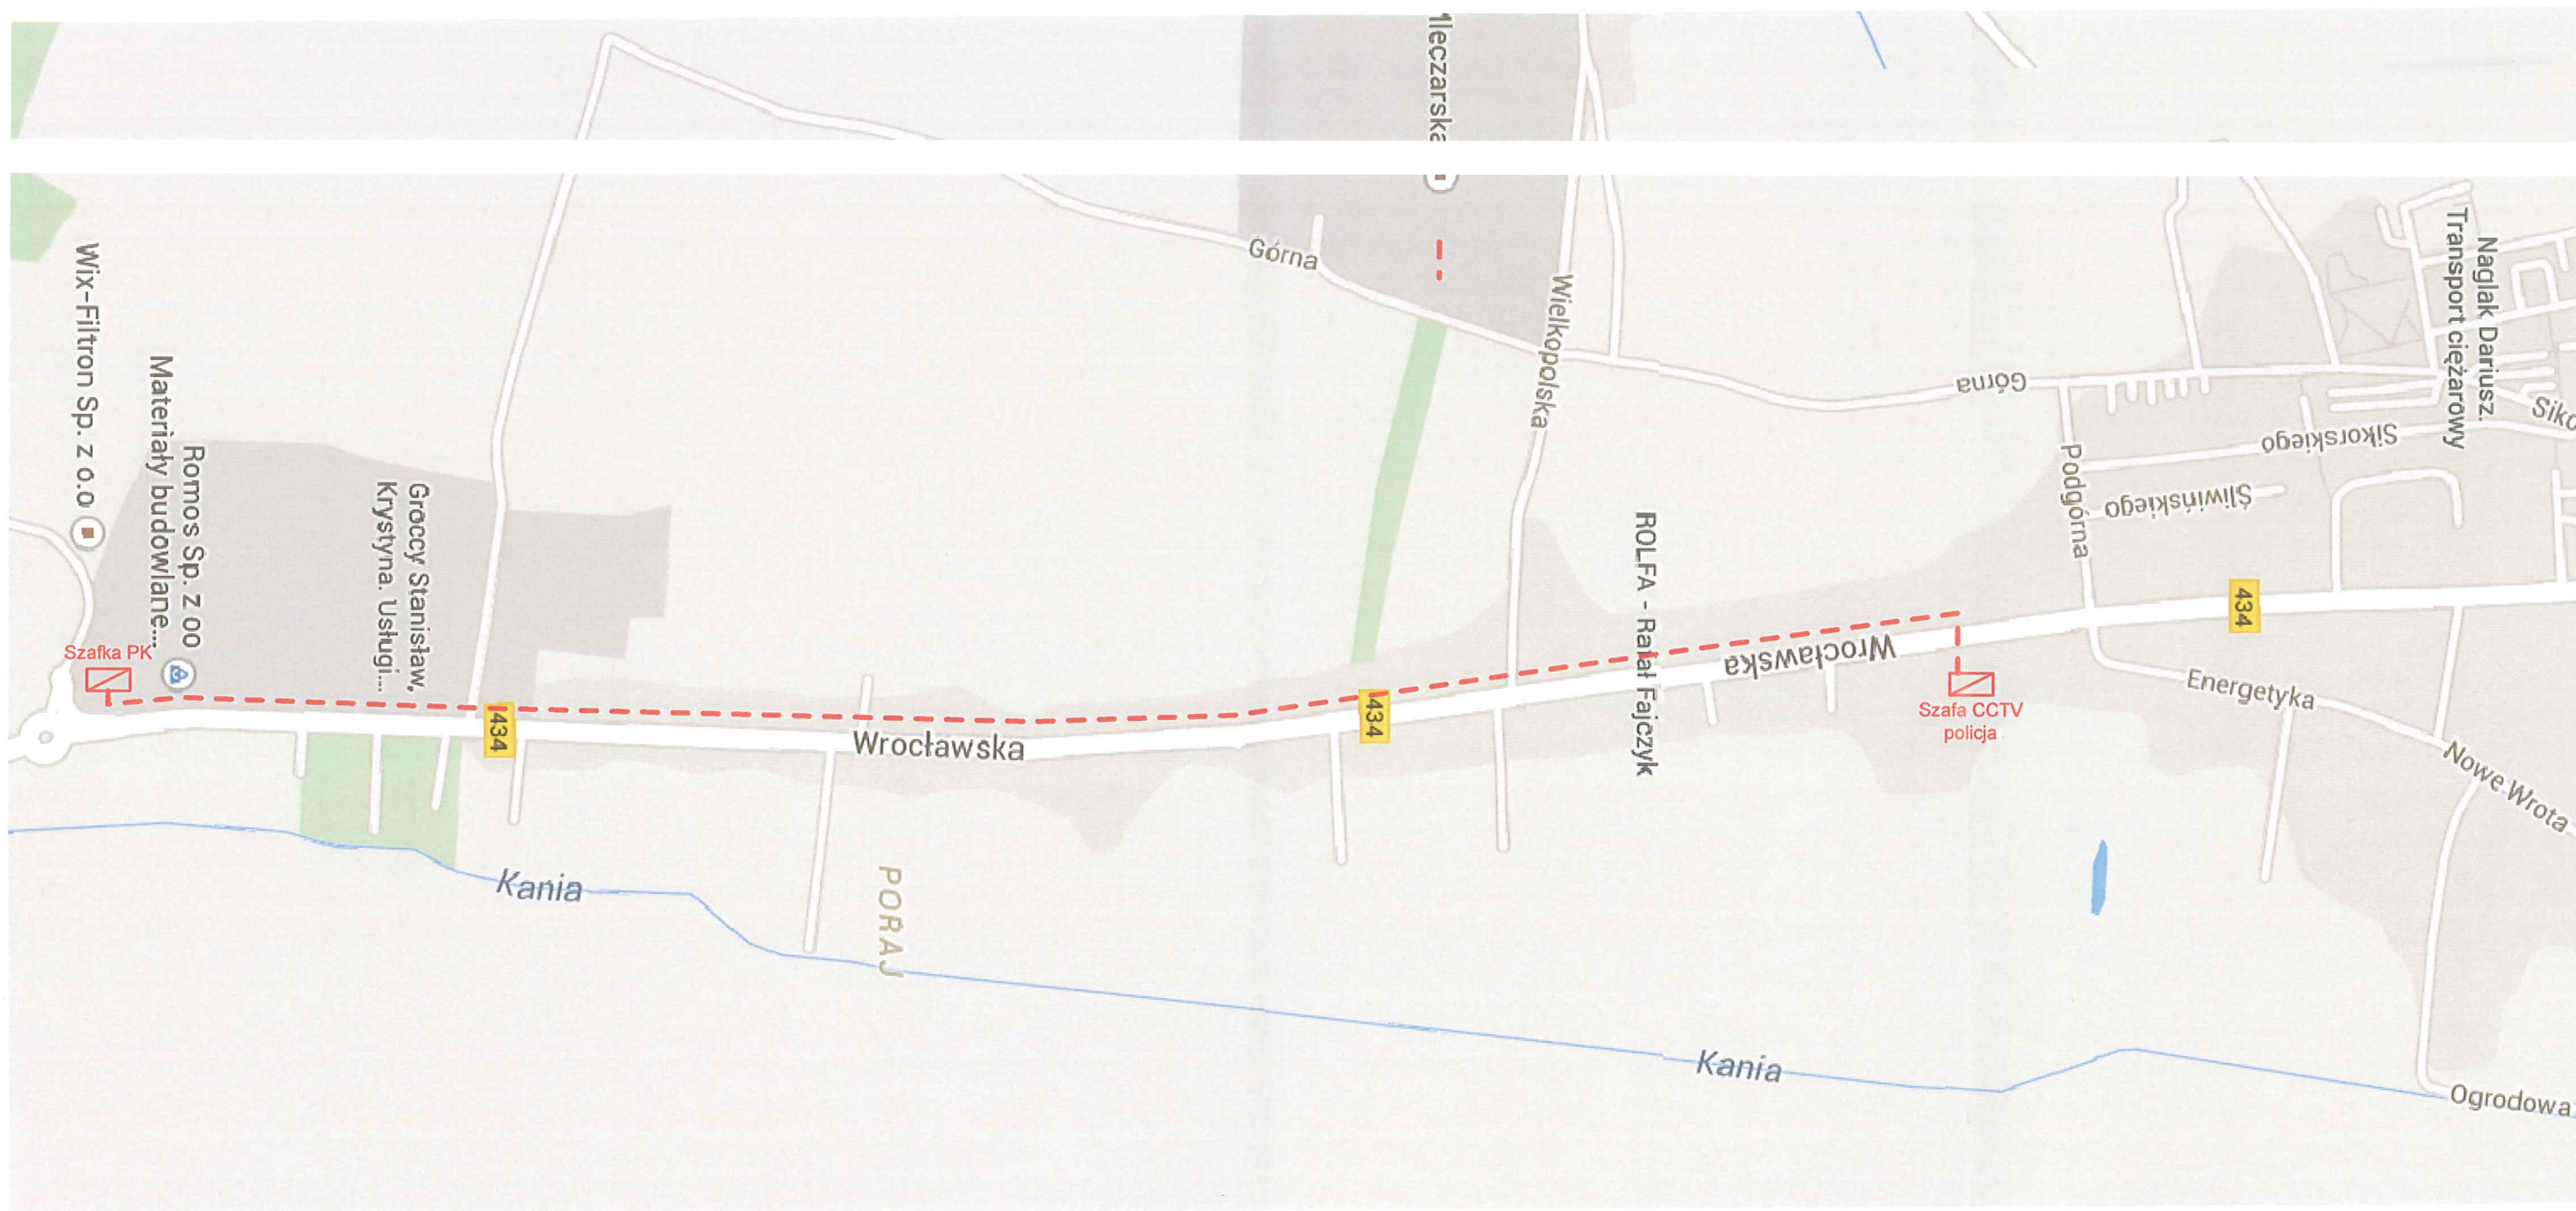 Górna
Wielkopolska
Naglak Dariusz.
Transport ciężarowy
Górna
Sikorskiego
Podgórna
Śliwińskiego
Wix-Filtron Sp. z o.o
Romos Sp. z oo
Materiały budowlane...
Groccy Stanisław,
Krystyna. Usługi...
Szafka PK
434
Wrocławska
434
ROLFA - Rafał Fajczyk
Wrocławska
434
Szafa CCTV
policja
Energetyka
Nowe Wrota
Kania
PORAJ
Kania
Ogrodowa